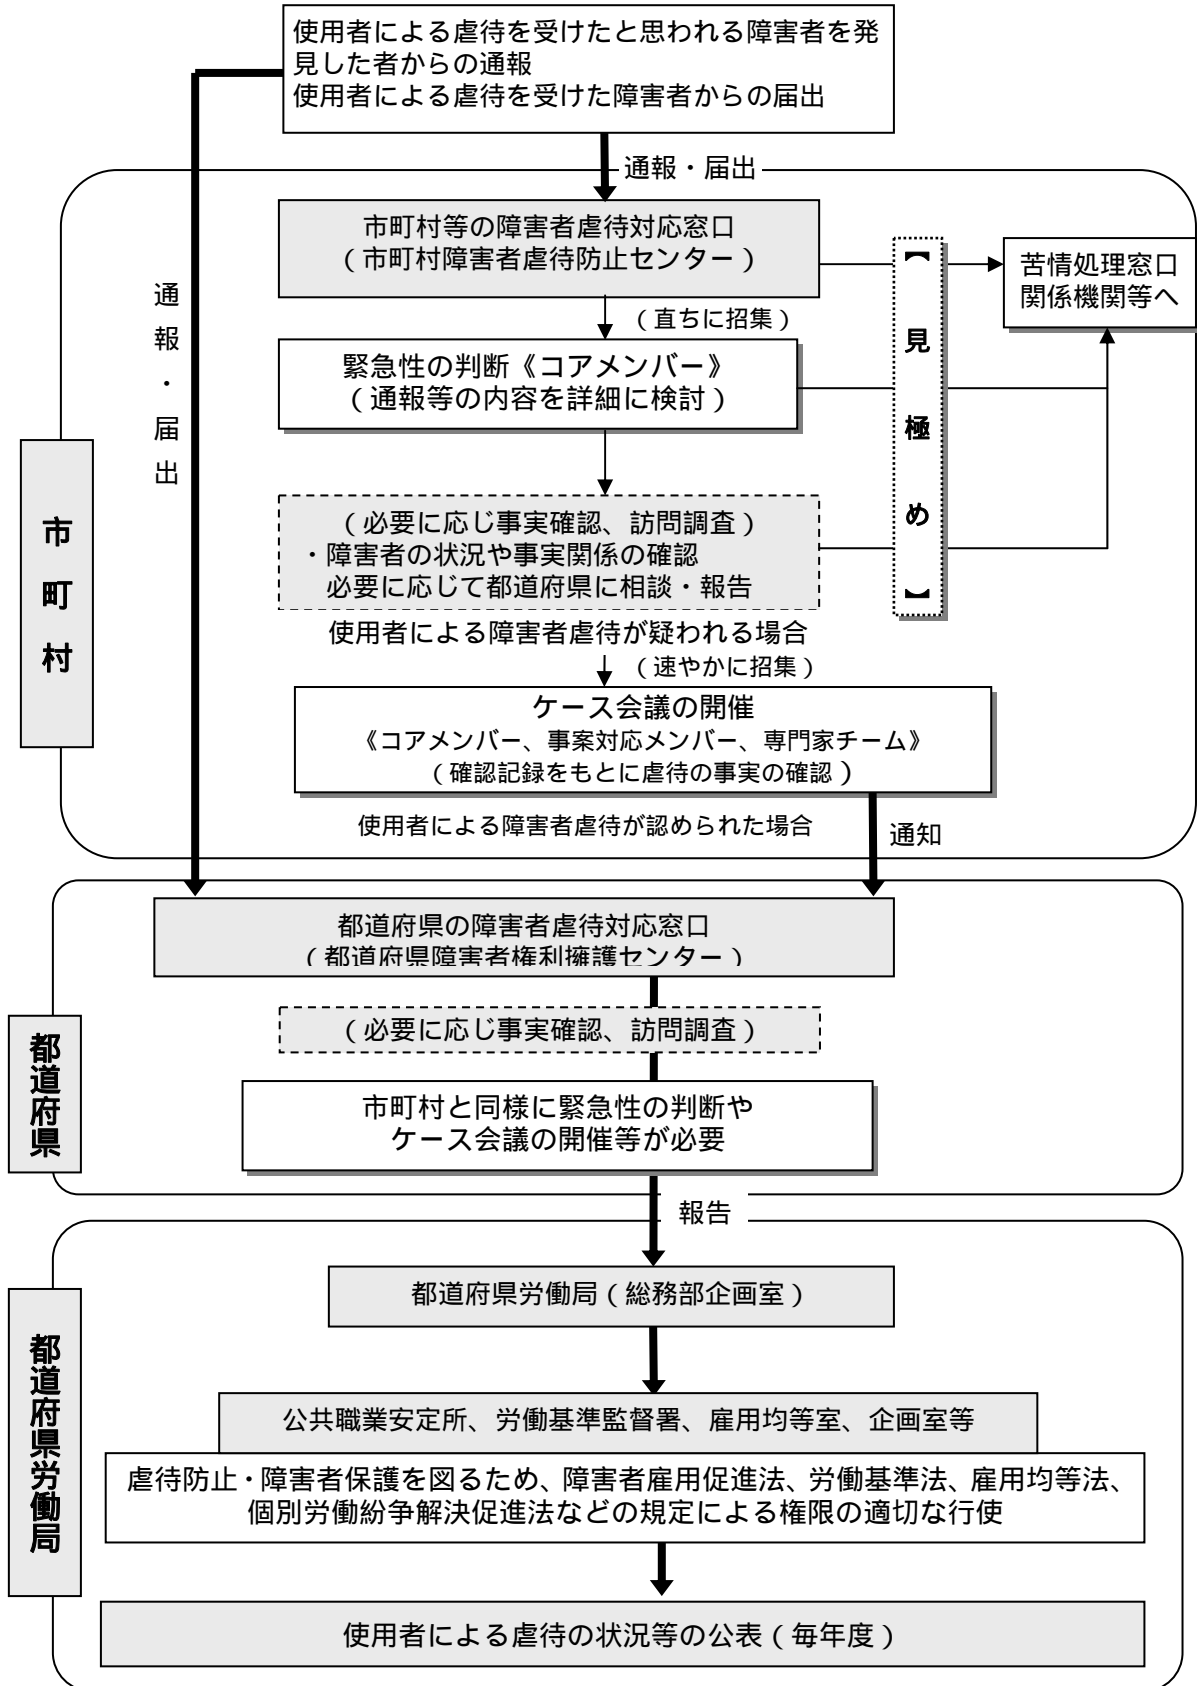 使用者による虐待を受けたと思われる障害者を発
見した者からの通報
使用者による虐待を受けた障害者からの届出
通報・届出
通報・届出
市町村
市町村等の障害者虐待対応窓口
（市町村障害者虐待防止センター）
（直ちに招集）
緊急性の判断《コアメンバー》
（通報等の内容を詳細に検討）
【見極め】
苦情処理窓口
関係機関等へ
（必要に応じ事実確認、訪問調査）
・障害者の状況や事実関係の確認
必要に応じて都道府県に相談・報告
使用者による障害者虐待が疑われる場合
（速やかに招集）
ケース会議の開催
《コアメンバー、事案対応メンバー、専門家チーム》
（確認記録をもとに虐待の事実の確認）
使用者による障害者虐待が認められた場合
通知
都道府県
都道府県の障害者虐待対応窓口
（都道府県障害者権利擁護センター）
（必要に応じ事実確認、訪問調査）
市町村と同様に緊急性の判断や
ケース会議の開催等が必要
報告
都道府県労働局
都道府県労働局（総務部企画室）
公共職業安定所、労働基準監督署、雇用均等室、企画室等
虐待防止・障害者保護を図るため、障害者雇用促進法、労働基準法、雇用均等法、
個別労働紛争解決促進法などの規定による権限の適切な行使
使用者による虐待の状況等の公表（毎年度）